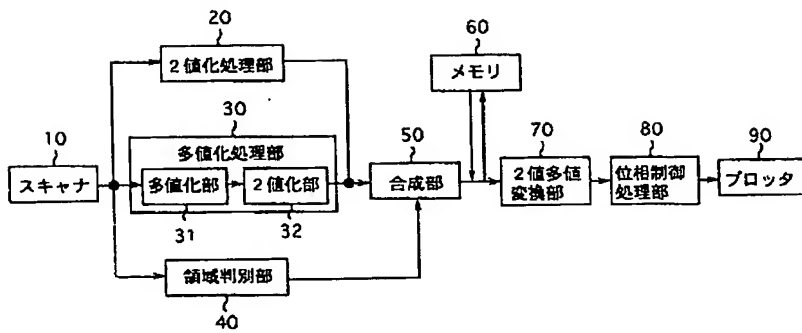 20
2値化処理部
60
メモリ
10
スキャナ
30
多値化処理部
多値化部
2値化部
31
32
50
合成部
70
2値多値
変換部
80
位相制御
処理部
90
プロッタ
領域判別部
40